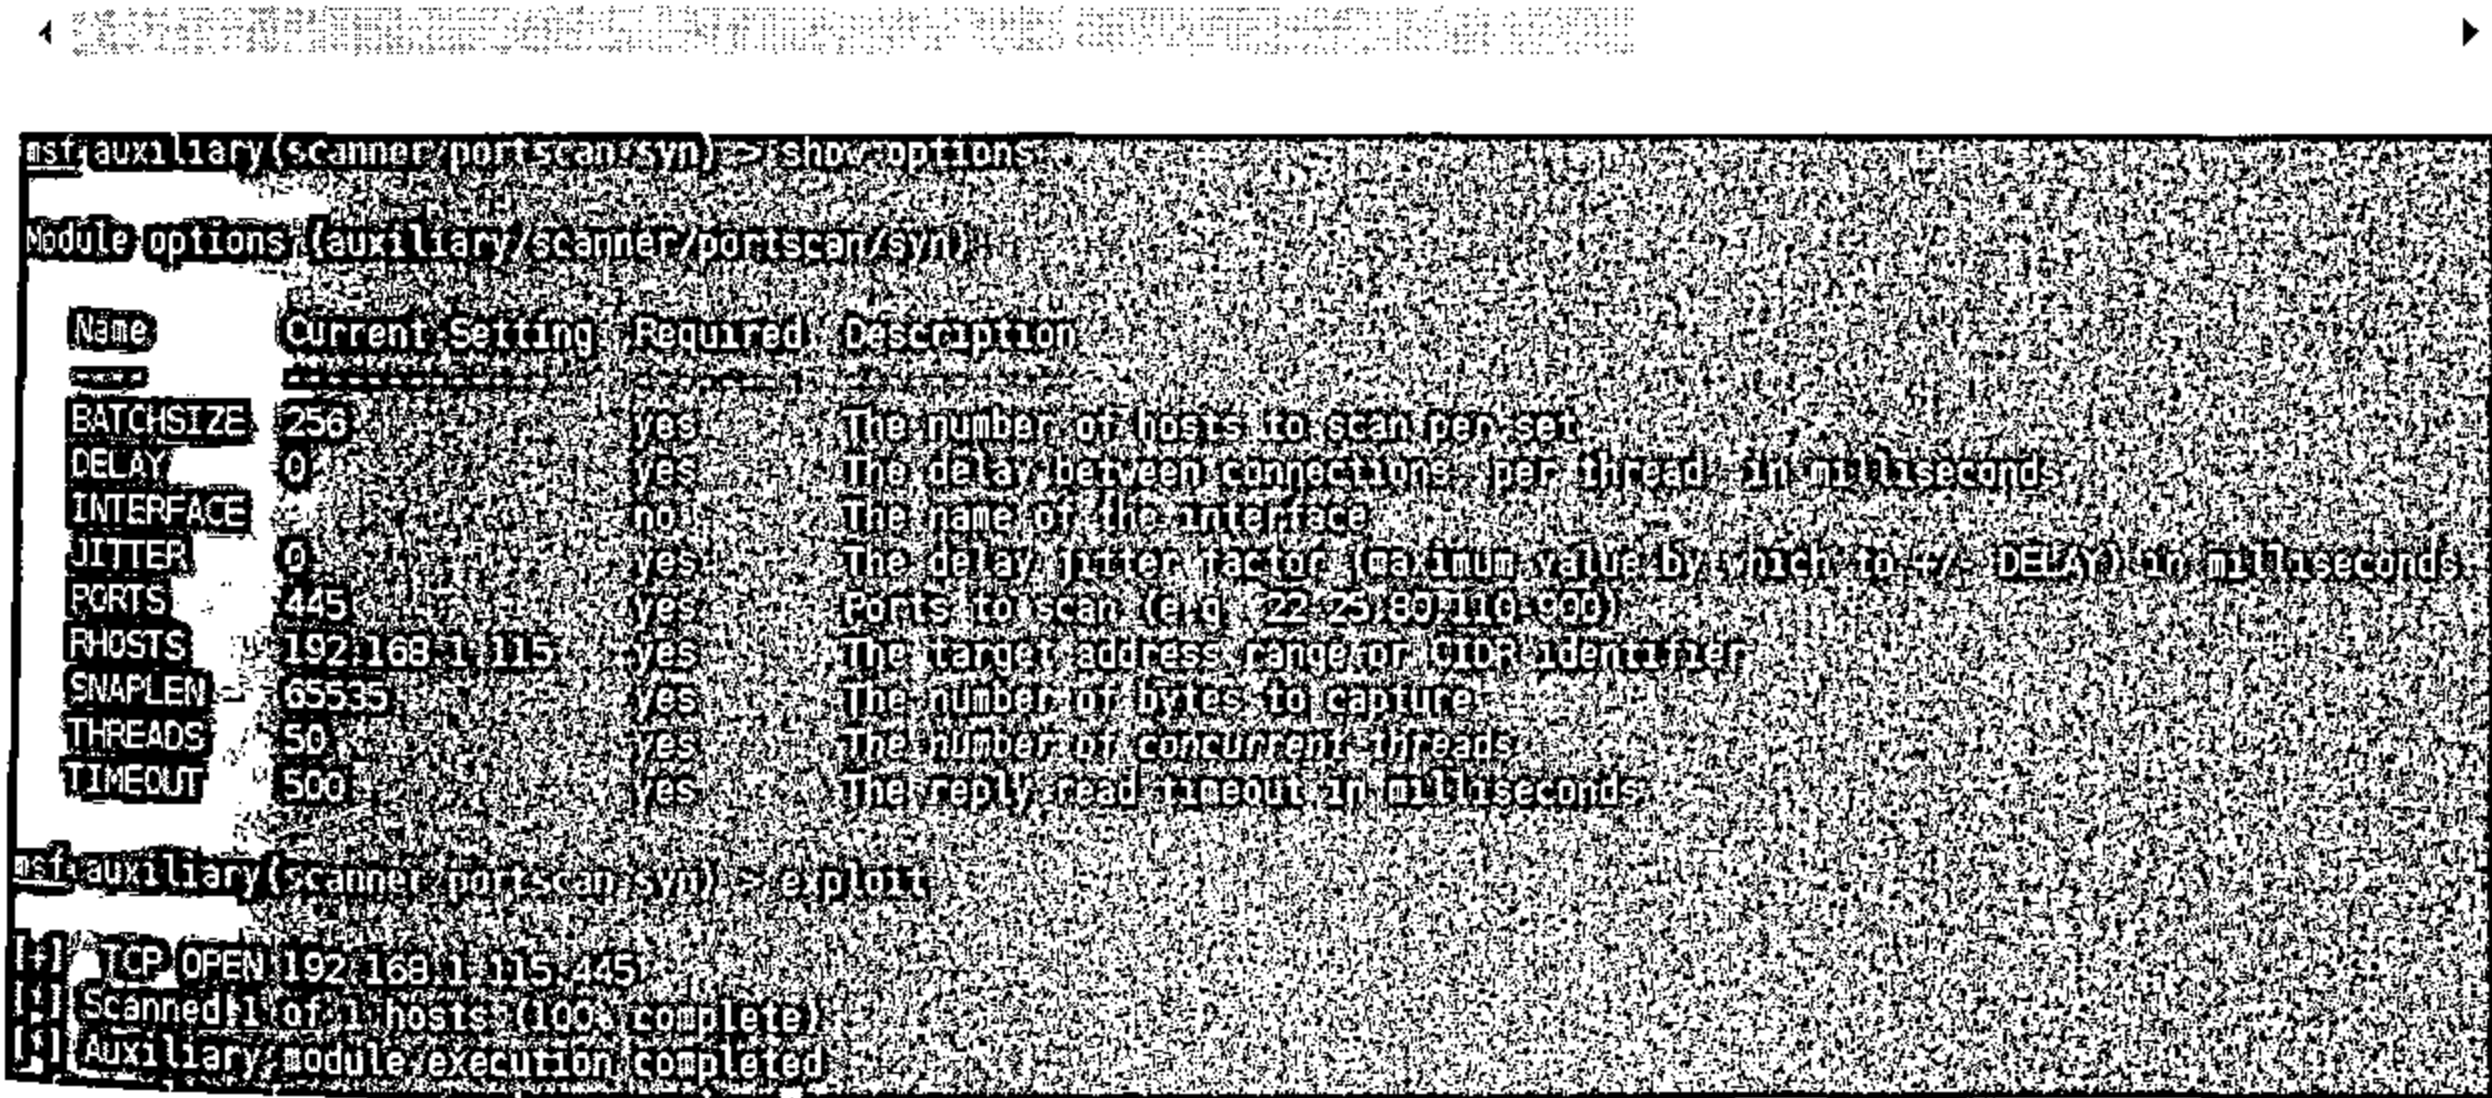 msf auxiliary(scanner/portscan/syn) > show options
Module options (auxiliary/scanner/portscan/syn)
Name Current Setting Required Description
---- --------------- -------- -----------
BATCHSIZE 256 yes The number of hosts to scan per set
DELAY 0 yes The delay between connections, per thread, in milliseconds
INTERFACE no The name of the interface
JITTER 0 yes The delay jitter factor (maximum value by which to +/- DELAY) in milliseconds
PORTS 445 yes Ports to scan (e.g. 22-25,80,110-900)
RHOSTS 192.168.1.115 yes The target address range or CIDR identifier
SNAPLEN 65535 yes The number of bytes to capture
THREADS 50 yes The number of concurrent threads
TIMEOUT 500 yes The reply read timeout in milliseconds
msf auxiliary(scanner/portscan/syn) > exploit
[+] TCP OPEN 192.168.1.115:445
[*] Scanned 1 of 1 hosts (100% complete)
[*] Auxiliary module execution completed